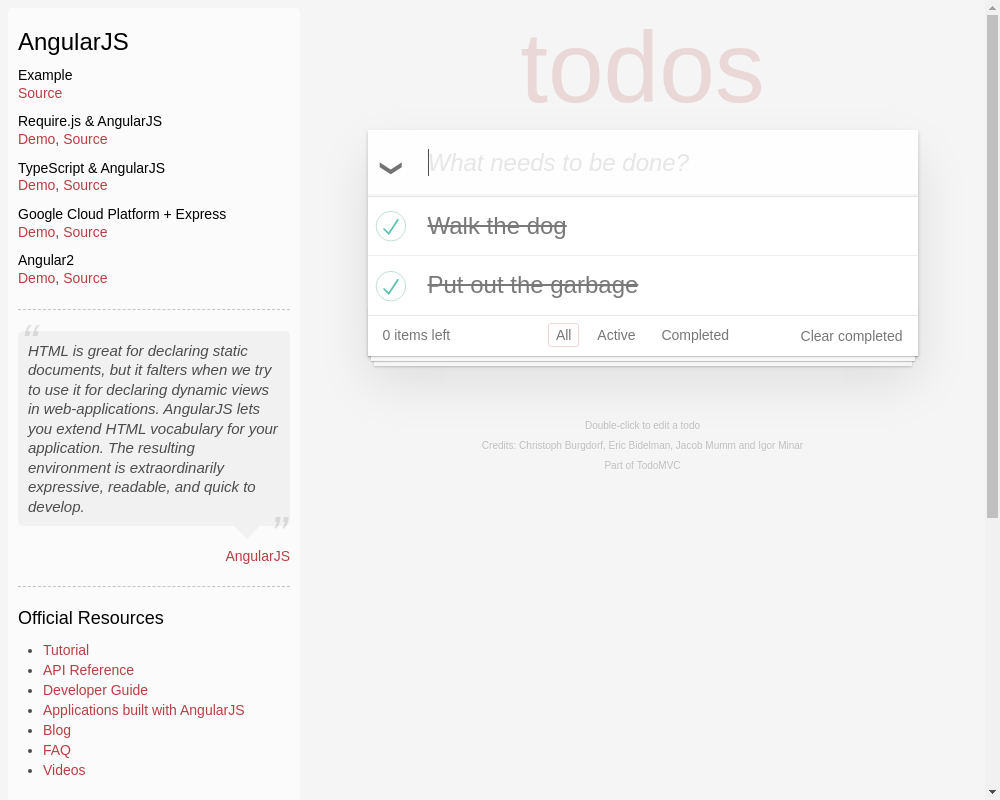 AngularJS
Example
Source
Require.js & AngularJS
Demo, Source
TypeScript & AngularJS
Demo, Source
Google Cloud Platform + Express
Demo, Source
Angular2
Demo, Source
“
HTML is great for declaring static
documents, but it falters when we try
to use it for declaring dynamic views
in web-applications. AngularJS lets
you extend HTML vocabulary for your
application. The resulting
environment is extraordinarily
expressive, readable, and quick to
develop.
”
AngularJS
Official Resources
Tutorial
API Reference
Developer Guide
Applications built with AngularJS
Blog
FAQ
Videos
todos
What needs to be done?
Walk the dog
Put out the garbage
0 items left All Active Completed Clear completed
Double-click to edit a todo
Credits: Christoph Burgdorf, Eric Bidelman, Jacob Mumm and Igor Minar
Part of TodoMVC